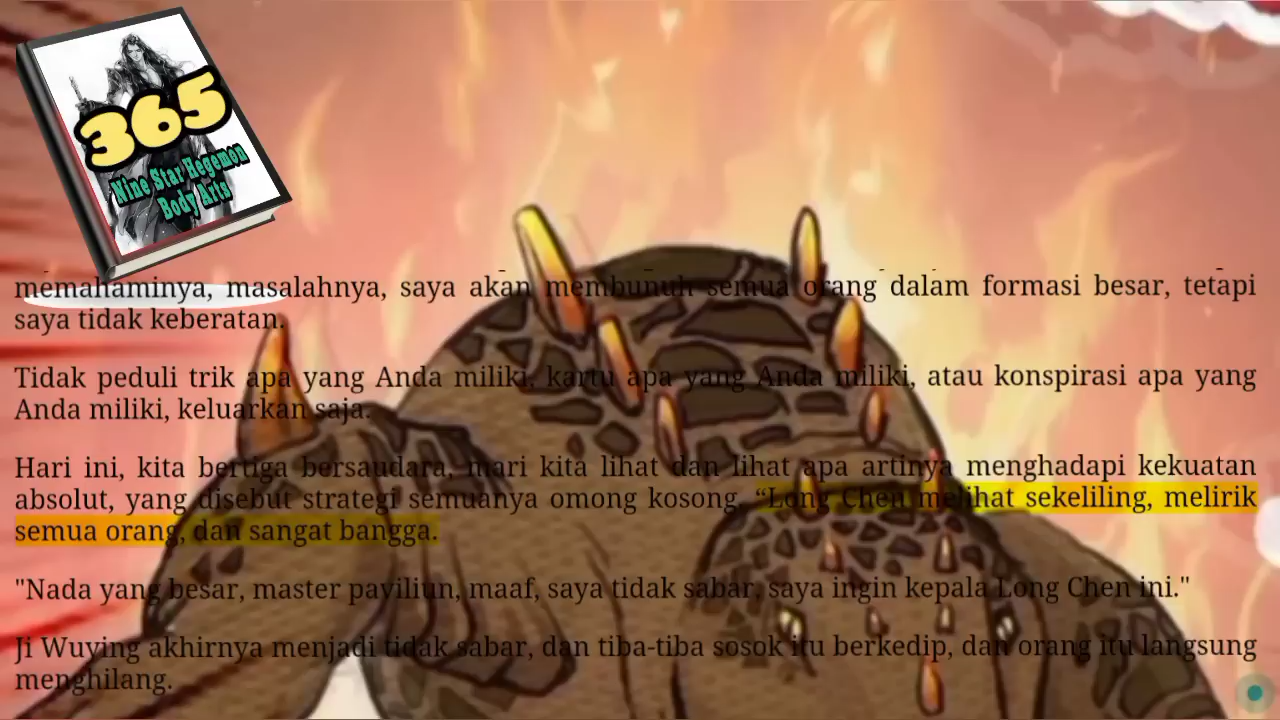 365
Nine Star Hegemon
Body Arts
memahaminya, masalahnya, saya akan membunuh semua orang dalam formasi besar, tetapi
saya tidak keberatan.
Tidak peduli trik apa yang Anda miliki, kartu apa yang Anda miliki, atau konspirasi apa yang
Anda miliki, keluarkan saja.
Hari ini, kita bertiga bersaudara, mari kita lihat dan lihat apa artinya menghadapi kekuatan
absolut, yang disebut strategi semuanya omong kosong. “Long Chen melihat sekeliling, melirik
semua orang, dan sangat bangga.
"Nada yang besar, master paviliun, maaf, saya tidak sabar, saya ingin kepala Long Chen ini."
Ji Wuying akhirnya menjadi tidak sabar, dan tiba-tiba sosok itu berkedip, dan orang itu langsung
menghilang.